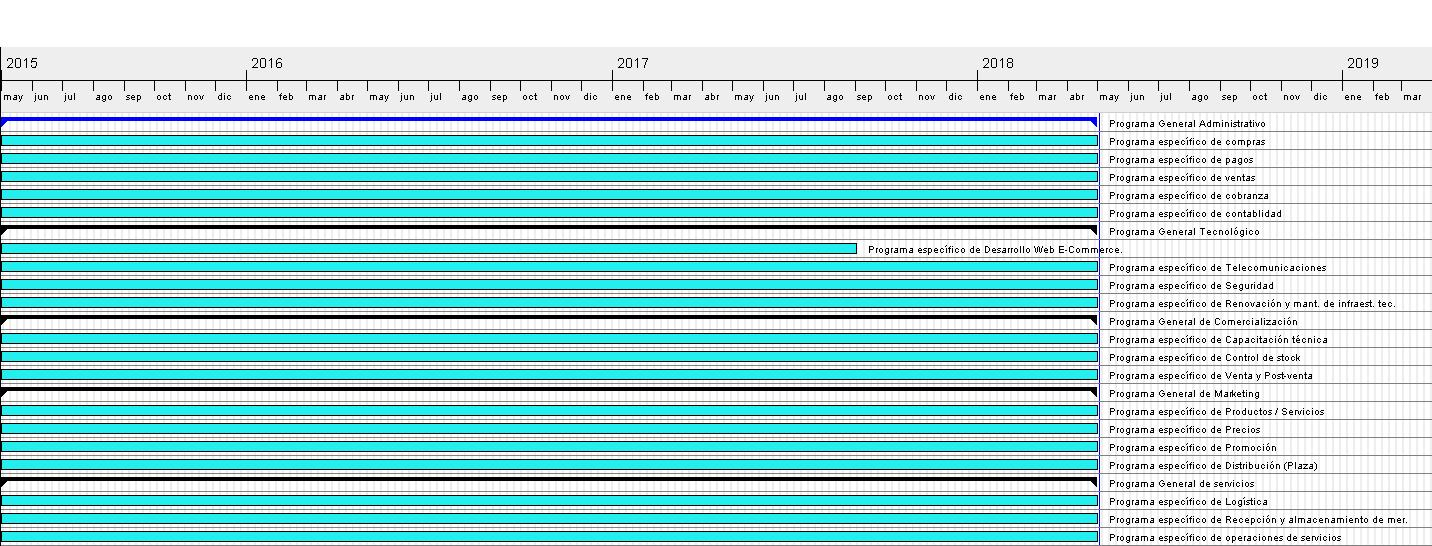 2015 2016 2017 2018 2019
may jun jul ago sep oct nov dic ene feb mar abr may jun jul ago sep oct nov dic ene feb mar abr may jun jul ago sep oct nov dic ene feb mar abr may jun jul ago sep oct nov dic ene feb mar
Programa General Administrativo
Programa específico de compras
Programa específico de pagos
Programa específico de ventas
Programa específico de cobranza
Programa específico de contablidad
Programa General Tecnológico
Programa específico de Desarrollo Web E-Commerce.
Programa específico de Telecomunicaciones
Programa específico de Seguridad
Programa específico de Renovación y mant. de infraest. tec.
Programa General de Comercialización
Programa específico de Capacitación técnica
Programa específico de Control de stock
Programa específico de Venta y Post-venta
Programa General de Marketing
Programa específico de Productos / Servicios
Programa específico de Precios
Programa específico de Promoción
Programa específico de Distribución (Plaza)
Programa General de servicios
Programa específico de Logística
Programa específico de Recepción y almacenamiento de mer.
Programa específico de operaciones de servicios